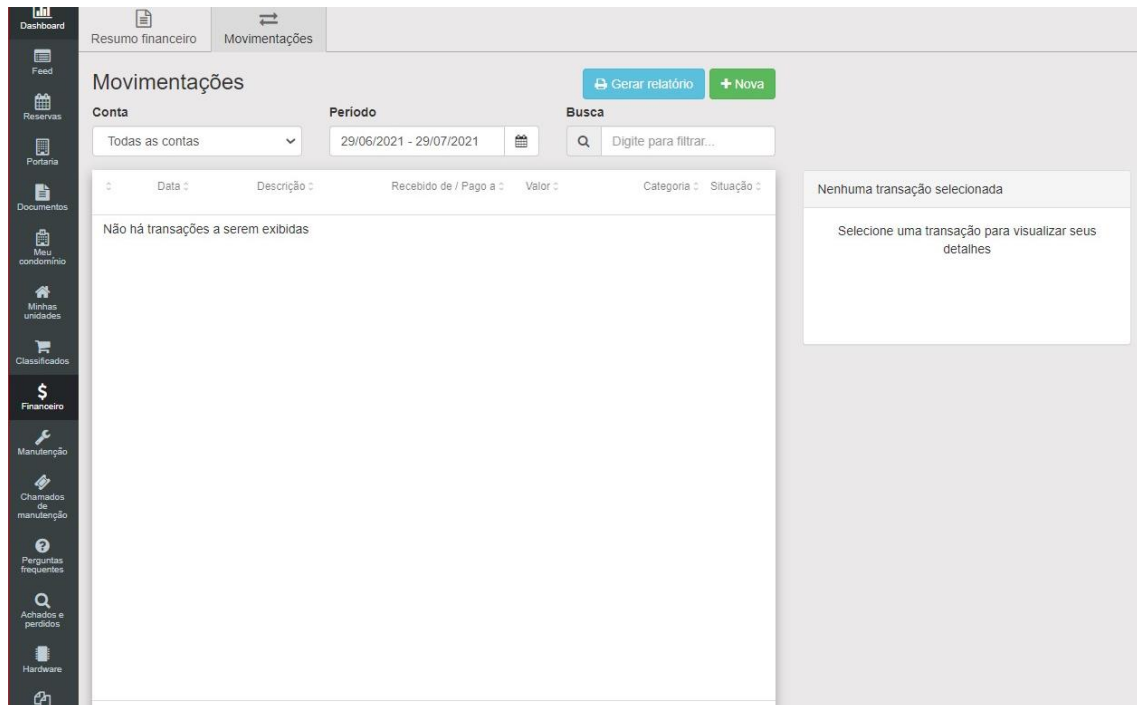 Dashboard
Feed
Reservas
Portaria
Documentos
Meu
condomínio
Minhas
unidades
Classificados
Financeiro
Manutenção
Chamados
de
manutenção
Perguntas
frequentes
Achados e
perdidos
Hardware
Resumo financeiro
Movimentações
Movimentações
Gerar relatório
Nova
Conta
Período
Busca
Todas as contas
29/06/2021 - 29/07/2021
Digite para filtrar...
Data Descrição Recebido de / Pago a Valor Categoria Situação
Não há transações a serem exibidas
Nenhuma transação selecionada
Selecione uma transação para visualizar seus
detalhes